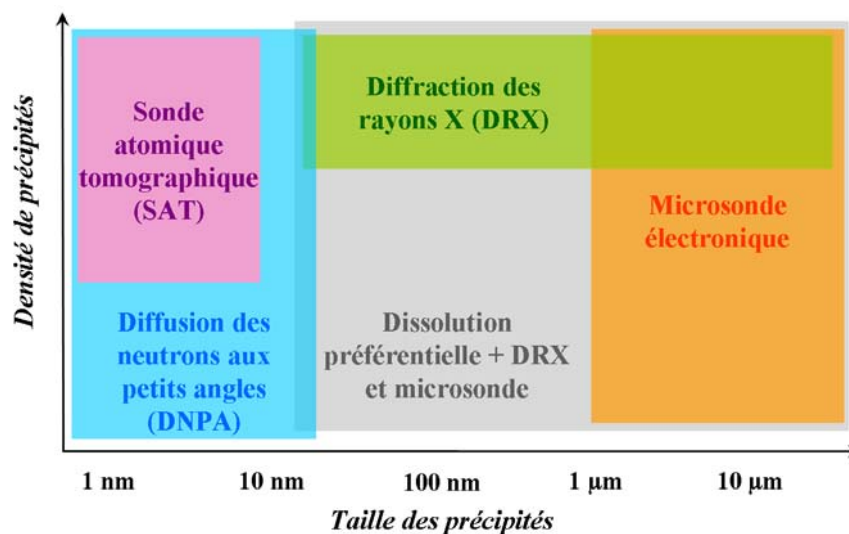 Densité de précipités
Sonde
atomique
tomographique
(SAT)
Diffraction des
rayons X (DRX)
Microsonde
électronique
Diffusion des
neutrons aux
petits angles
(DNPA)
Dissolution
préférentielle + DRX
et microsonde
1 nm 10 nm 100 nm 1 µm 10 µm
Taille des précipités